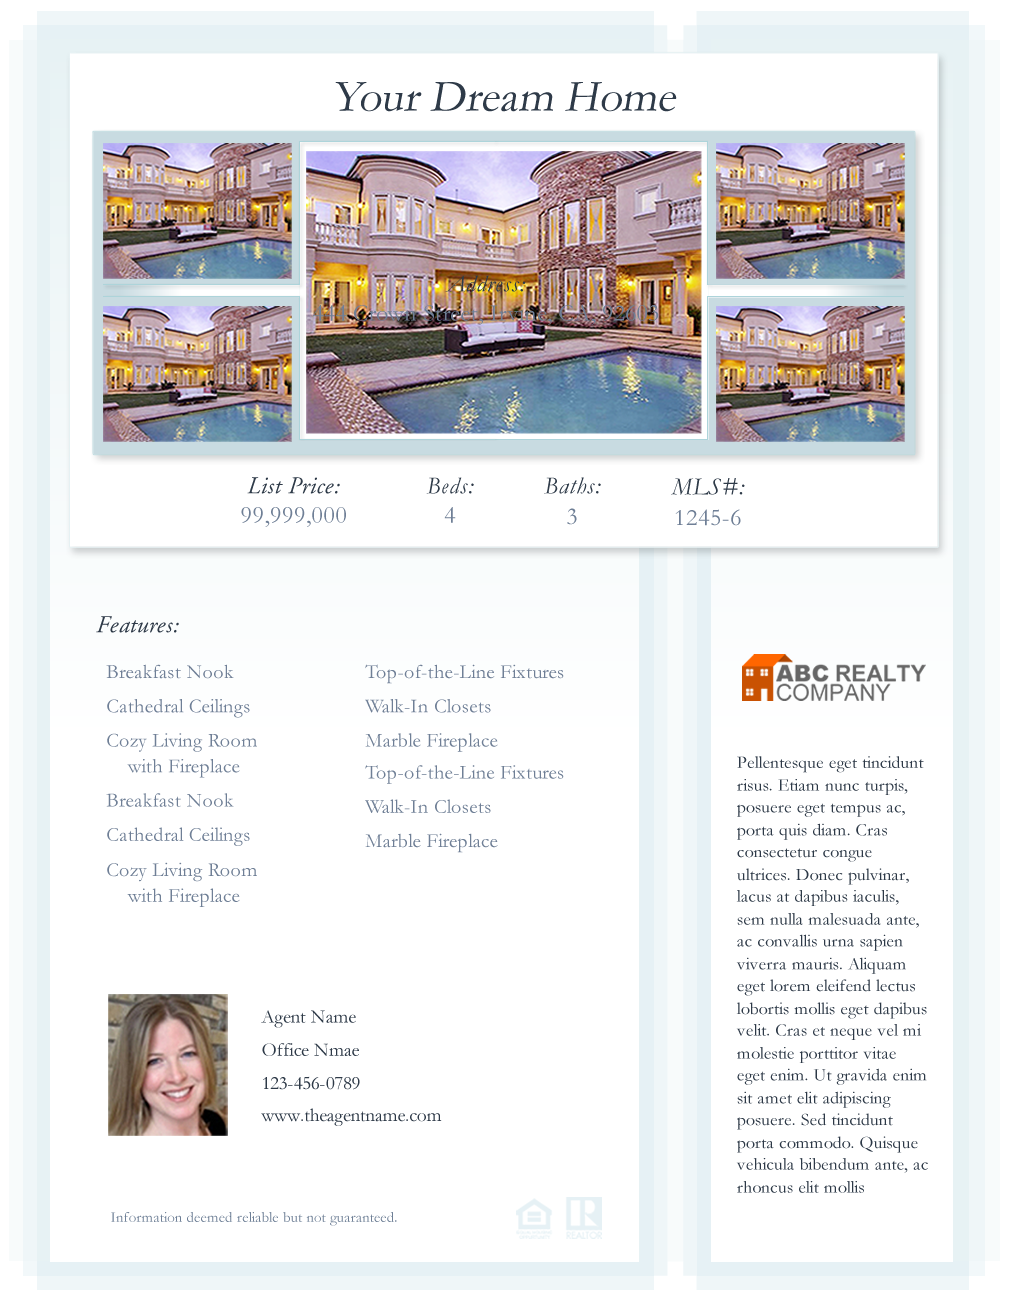 Your Dream Home
Address:
List Price:
99,999,000
Beds:
4
Baths:
3
MLS#:
1245-6
Features:
Breakfast Nook
Cathedral Ceilings
Cozy Living Room
with Fireplace
Breakfast Nook
Cathedral Ceilings
Cozy Living Room
with Fireplace
Top-of-the-Line Fixtures
Walk-In Closets
Marble Fireplace
Top-of-the-Line Fixtures
Walk-In Closets
Marble Fireplace
Agent Name
Office Nmae
123-456-0789
www.theagentname.com
Information deemed reliable but not guaranteed.
REALTOR
ABC REALTY
COMPANY
Pellentesque eget tincidunt
risus. Etiam nunc turpis,
posuere eget tempus ac,
porta quis diam. Cras
consectetur congue
ultrices. Donec pulvinar,
lacus at dapibus iaculis,
sem nulla malesuada ante,
ac convallis urna sapien
viverra mauris. Aliquam
eget lorem eleifend lectus
lobortis mollis eget dapibus
velit. Cras et neque vel mi
molestie porttitor vitae
eget enim. Ut gravida enim
sit amet elit adipiscing
posuere. Sed tincidunt
porta commodo. Quisque
vehicula bibendum ante, ac
rhoncus elit mollis